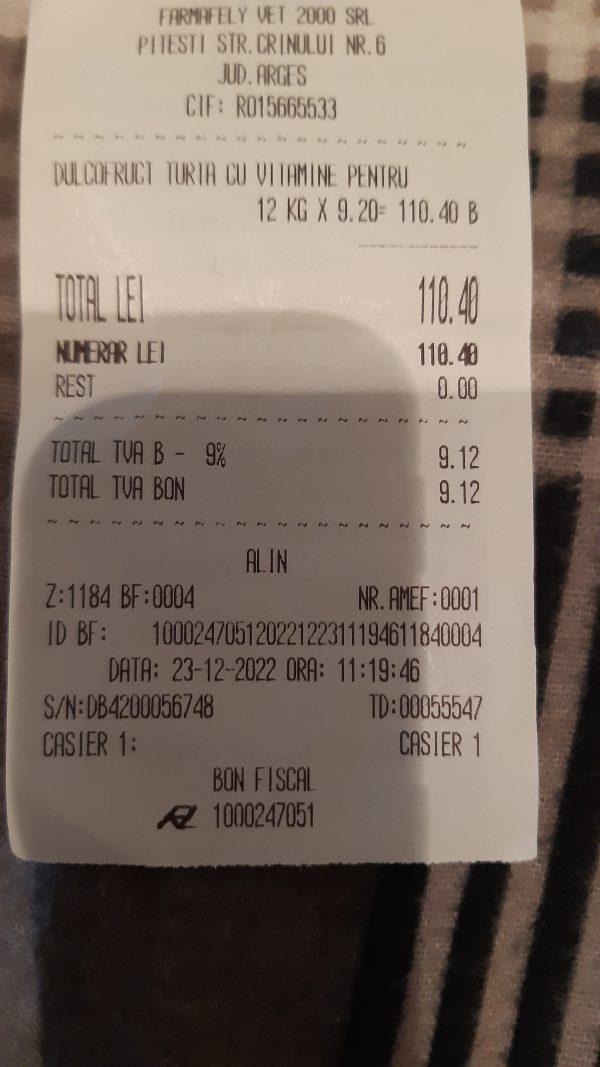 FARMAFELY VET 2000 SRL
PITESTI STR.CRINULUI NR.6
JUD.ARGES
CIF: RO15665533
~ ~ ~ ~ ~ ~ ~ ~ ~ ~ ~ ~ ~ ~ ~ ~ ~ ~ ~ ~ ~ ~
DULCOFRUCT TURTA CU VITAMINE PENTRU
12 KG X 9.20= 110.40 B
TOTAL LEI 110.40
NUMERAR LEI 110.40
REST 0.00
~ ~ ~ ~ ~ ~ ~ ~ ~ ~ ~ ~ ~ ~ ~ ~ ~ ~ ~ ~ ~ ~
TOTAL TVA B - 9% 9.12
TOTAL TVA BON 9.12
~ ~ ~ ~ ~ ~ ~ ~ ~ ~ ~ ~ ~ ~ ~ ~ ~ ~ ~ ~ ~ ~
ALIN
Z:1184 BF:0004 NR.AMEF:0001
ID BF: 10002470512022122311194611840004
DATA: 23-12-2022 ORA: 11:19:46
S/N:DB4200056748 TD:00055547
CASIER 1: CASIER 1
BON FISCAL
1000247051